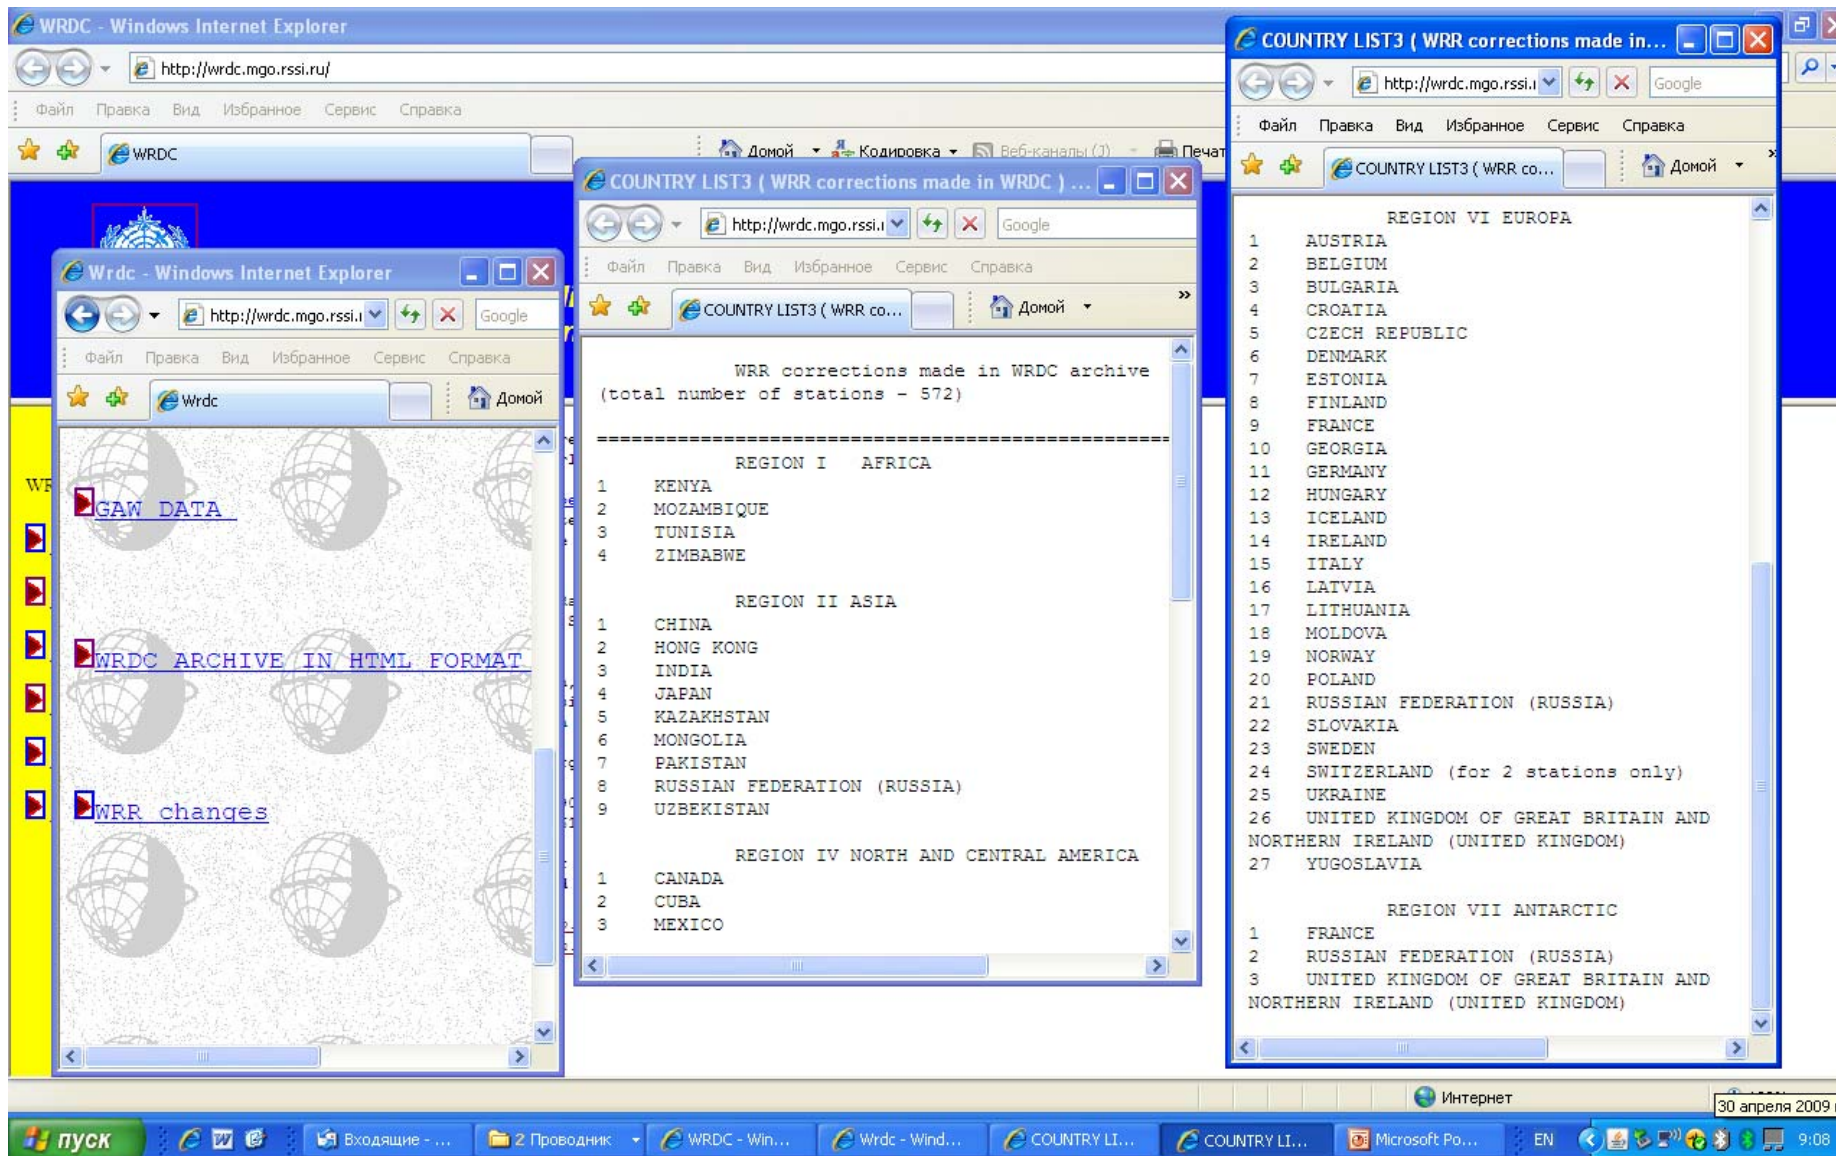 WRDC - Windows Internet Explorer
http://wrdc.mgo.rssi.ru/
Файл Правка Вид Избранное Сервис Справка
WRDC
Домой Кодировка Веб-каналы (J) Печат
Wrdc - Windows Internet Explorer
http://wrdc.mgo.rssi.r
Google
Файл Правка Вид Избранное Сервис Справка
Wrdc
Домой
GAW DATA
WRDC ARCHIVE IN HTML FORMAT
WRR changes
COUNTRY LIST3 ( WRR corrections made in WRDC ) ...
http://wrdc.mgo.rssi.r
Google
Файл Правка Вид Избранное Сервис Справка
COUNTRY LIST3 ( WRR co...
Домой
WRR corrections made in WRDC archive
(total number of stations - 572)
==================================================
REGION I AFRICA
1 KENYA
2 MOZAMBIQUE
3 TUNISIA
4 ZIMBABWE
REGION II ASIA
1 CHINA
2 HONG KONG
3 INDIA
4 JAPAN
5 KAZAKHSTAN
6 MONGOLIA
7 PAKISTAN
8 RUSSIAN FEDERATION (RUSSIA)
9 UZBEKISTAN
REGION IV NORTH AND CENTRAL AMERICA
1 CANADA
2 CUBA
3 MEXICO
COUNTRY LIST3 ( WRR corrections made in...
http://wrdc.mgo.rssi.r
Google
Файл Правка Вид Избранное Сервис Справка
COUNTRY LIST3 ( WRR co...
Домой
REGION VI EUROPA
1 AUSTRIA
2 BELGIUM
3 BULGARIA
4 CROATIA
5 CZECH REPUBLIC
6 DENMARK
7 ESTONIA
8 FINLAND
9 FRANCE
10 GEORGIA
11 GERMANY
12 HUNGARY
13 ICELAND
14 IRELAND
15 ITALY
16 LATVIA
17 LITHUANIA
18 MOLDOVA
19 NORWAY
20 POLAND
21 RUSSIAN FEDERATION (RUSSIA)
22 SLOVAKIA
23 SWEDEN
24 SWITZERLAND (for 2 stations only)
25 UKRAINE
26 UNITED KINGDOM OF GREAT BRITAIN AND
NORTHERN IRELAND (UNITED KINGDOM)
27 YUGOSLAVIA
REGION VII ANTARCTIC
1 FRANCE
2 RUSSIAN FEDERATION (RUSSIA)
3 UNITED KINGDOM OF GREAT BRITAIN AND
NORTHERN IRELAND (UNITED KINGDOM)
Интернет
30 апреля 2009
пуск
Входящие - ...
2 Проводник
WRDC - Win...
Wrdc - Wind...
COUNTRY LI...
COUNTRY LI...
Microsoft Po...
EN
9:08